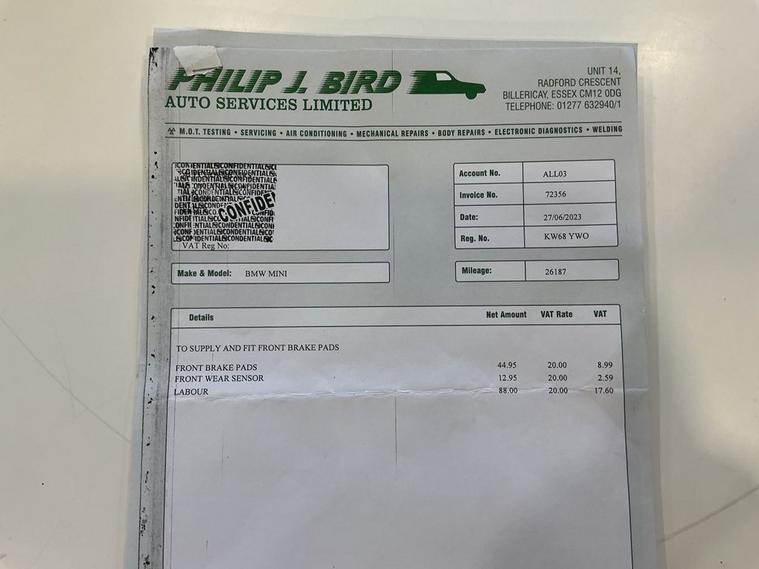 PHILIP J. BIRD
AUTO SERVICES LIMITED
UNIT 14,
RADFORD CRESCENT
BILLERICAY, ESSEX CM12 0DG
TELEPHONE: 01277 632940/1
M.O.T. TESTING • SERVICING • AIR CONDITIONING • MECHANICAL REPAIRS • BODY REPAIRS • ELECTRONIC DIAGNOSTICS • WELDING
CONFIDE
VAT Reg No:
Account No. ALL03
Invoice No. 72356
Date: 27/06/2023
Reg. No. KW68 YWO
Make & Model: BMW MINI
Mileage: 26187
Details Net Amount VAT Rate VAT
TO SUPPLY AND FIT FRONT BRAKE PADS
FRONT BRAKE PADS 44.95 20.00 8.99
FRONT WEAR SENSOR 12.95 20.00 2.59
LABOUR 88.00 20.00 17.60